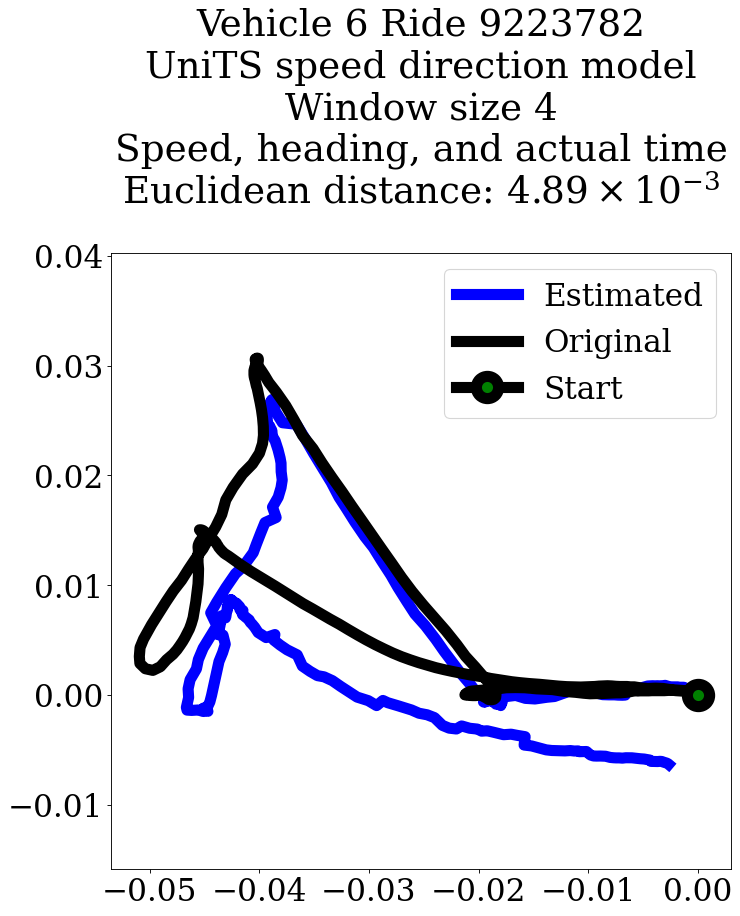 Vehicle 6 Ride 9223782
UniTS speed direction model
Window size 4
Speed, heading, and actual time
Euclidean distance: 4.89 × 10⁻³
0.04
0.03
0.02
0.01
0.00
−0.01
Estimated
Original
Start
−0.05 −0.04 −0.03 −0.02 −0.01 0.00